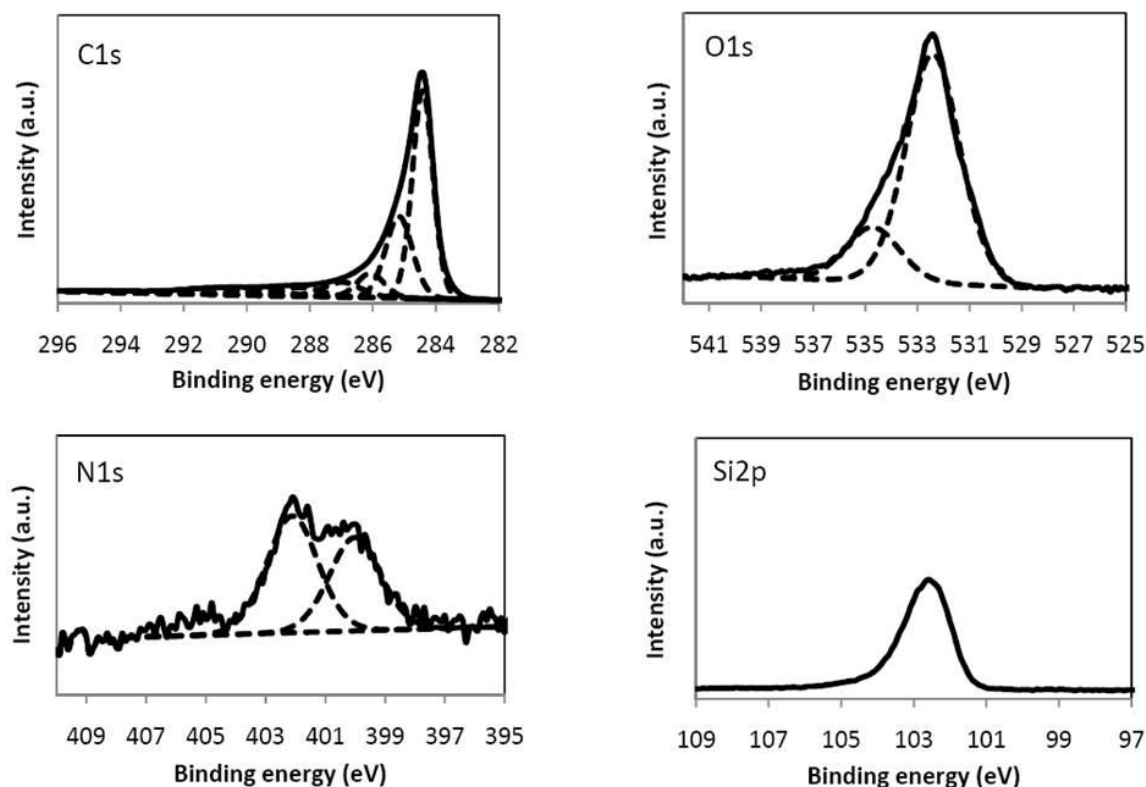 C1s
Intensity (a.u.)
296 294 292 290 288 286 284 282
Binding energy (eV)
O1s
Intensity (a.u.)
541 539 537 535 533 531 529 527 525
Binding energy (eV)
N1s
Intensity (a.u.)
409 407 405 403 401 399 397 395
Binding energy (eV)
Si2p
Intensity (a.u.)
109 107 105 103 101 99 97
Binding energy (eV)